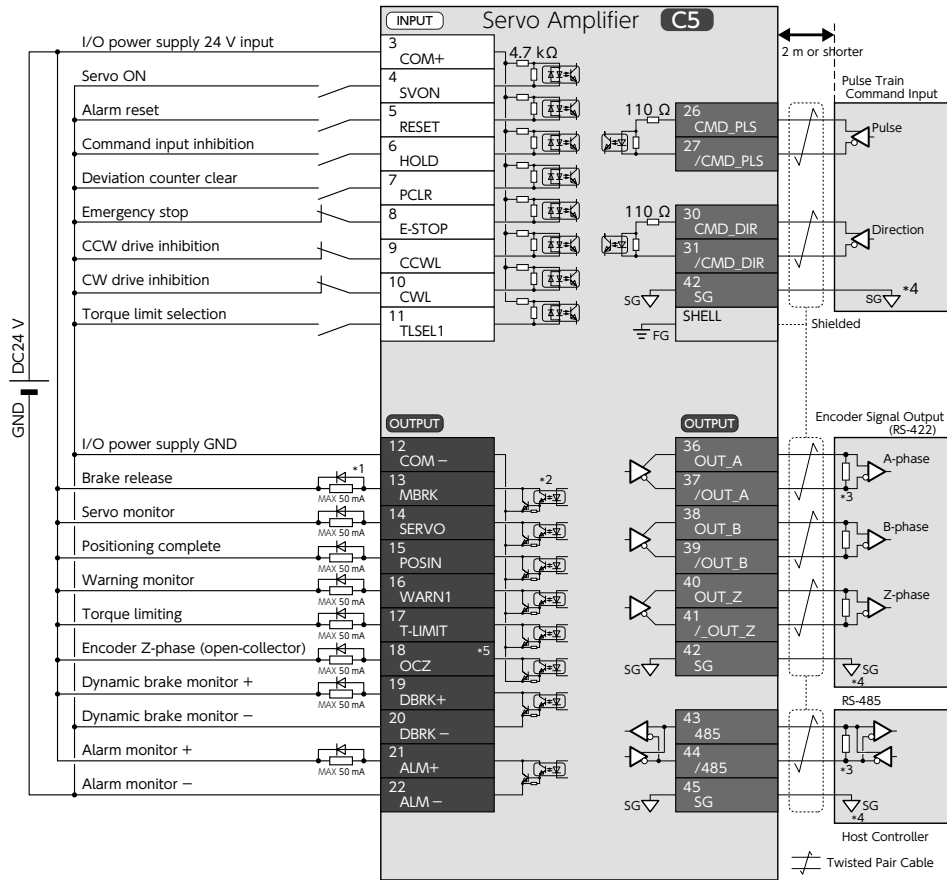 INPUT
Servo Amplifier C5
I/O power supply 24 V input
3
COM+
4.7 kΩ
2 m or shorter
Servo ON
4
SVON
Pulse Train
Command Input
Alarm reset
5
RESET
110 Ω
26
CMD_PLS
Pulse
Command input inhibition
6
HOLD
27
/CMD_PLS
Deviation counter clear
7
PCLR
Emergency stop
8
E-STOP
110 Ω
30
CMD_DIR
Direction
CCW drive inhibition
9
CCWL
31
/CMD_DIR
CW drive inhibition
10
CWL
SG
42
SG
SG
*4
Torque limit selection
11
TLSEL1
FG
SHELL
Shielded
DC24 V
GND
OUTPUT
OUTPUT
Encoder Signal Output
(RS-422)
I/O power supply GND
12
COM−
36
OUT_A
A-phase
Brake release
*1
MAX 50 mA
13
MBRK
*2
37
/OUT_A
*3
Servo monitor
MAX 50 mA
14
SERVO
38
OUT_B
B-phase
Positioning complete
MAX 50 mA
15
POSIN
39
/OUT_B
Warning monitor
MAX 50 mA
16
WARN1
40
OUT_Z
Z-phase
Torque limiting
MAX 50 mA
17
T-LIMIT
41
/_OUT_Z
Encoder Z-phase (open-collector)
MAX 50 mA
18 *5
OCZ
SG
42
SG
SG
*4
Dynamic brake monitor +
MAX 50 mA
19
DBRK+
RS-485
Dynamic brake monitor −
20
DBRK−
43
485
Alarm monitor +
MAX 50 mA
21
ALM+
44
/485
*3
Alarm monitor −
22
ALM−
SG
45
SG
SG
*4
Host Controller
Twisted Pair Cable